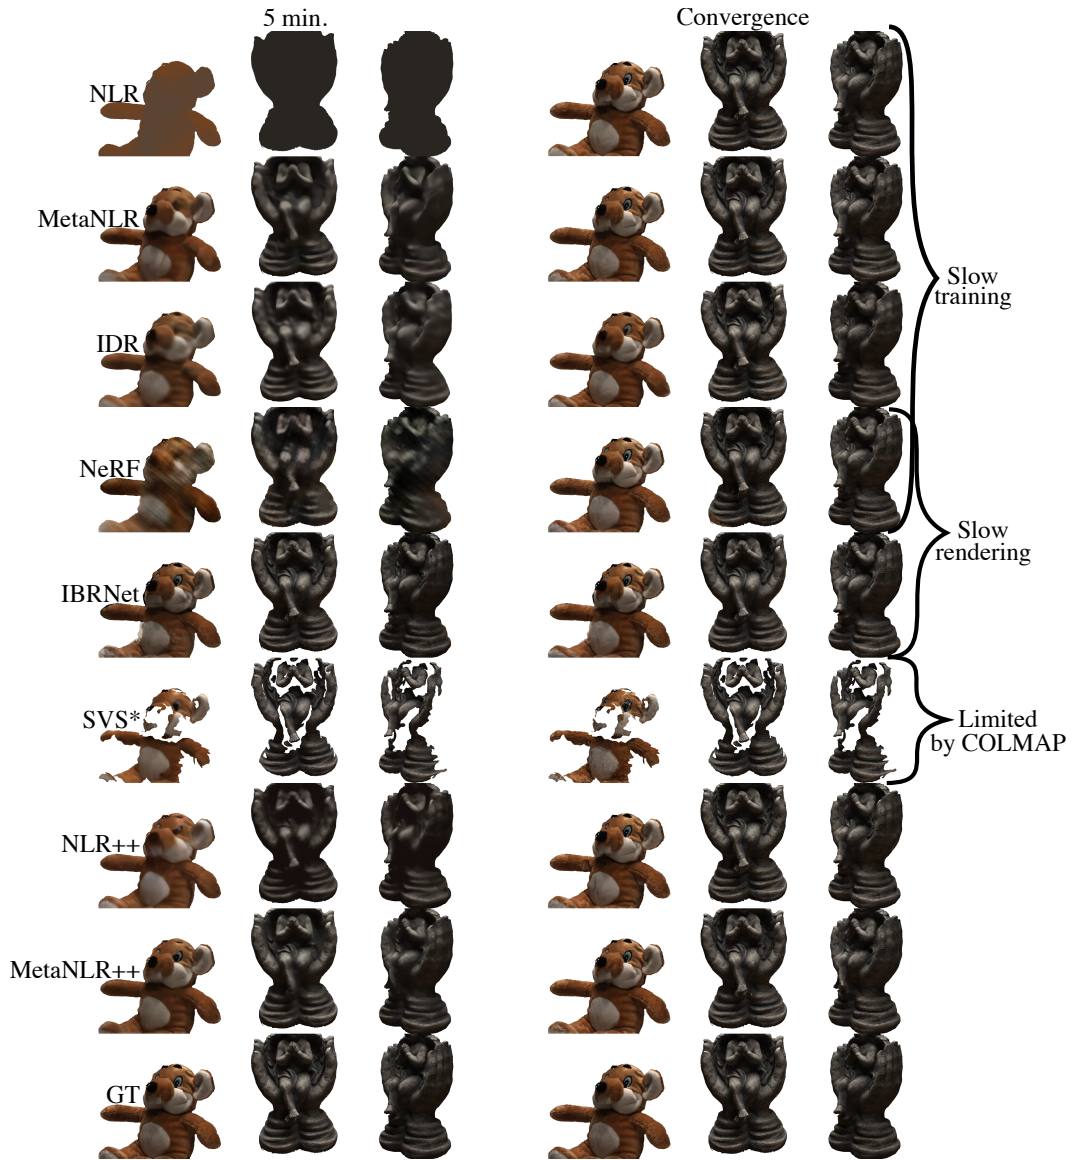 5 min.
Convergence
NLR
MetaNLR
Slow
training
IDR
NeRF
Slow
rendering
IBRNet
SVS*
Limited
by COLMAP
NLR++
MetaNLR++
GT